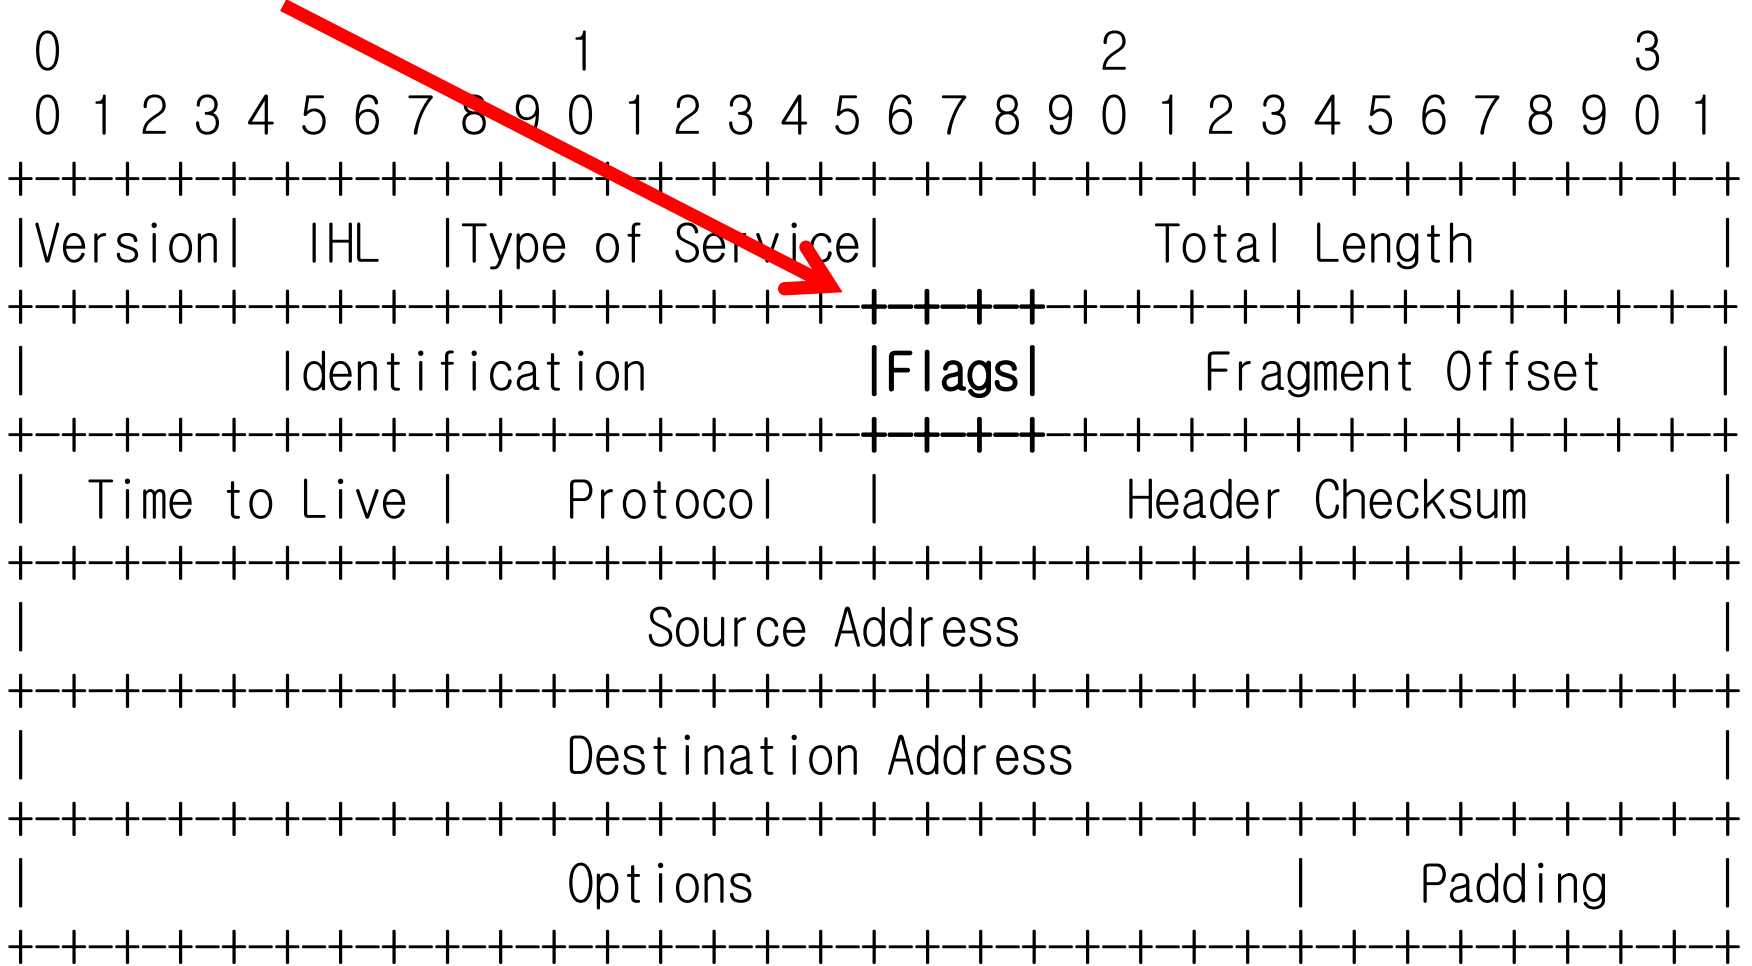 0                   1                   2                   3
 0 1 2 3 4 5 6 7 8 9 0 1 2 3 4 5 6 7 8 9 0 1 2 3 4 5 6 7 8 9 0 1
+-+-+-+-+-+-+-+-+-+-+-+-+-+-+-+-+-+-+-+-+-+-+-+-+-+-+-+-+-+-+-+-+
|Version|  IHL  |Type of Service|          Total Length         |
+-+-+-+-+-+-+-+-+-+-+-+-+-+-+-+-+-+-+-+-+-+-+-+-+-+-+-+-+-+-+-+-+
|         Identification        |Flags|      Fragment Offset    |
+-+-+-+-+-+-+-+-+-+-+-+-+-+-+-+-+-+-+-+-+-+-+-+-+-+-+-+-+-+-+-+-+
|  Time to Live |    Protocol   |         Header Checksum       |
+-+-+-+-+-+-+-+-+-+-+-+-+-+-+-+-+-+-+-+-+-+-+-+-+-+-+-+-+-+-+-+-+
|                       Source Address                          |
+-+-+-+-+-+-+-+-+-+-+-+-+-+-+-+-+-+-+-+-+-+-+-+-+-+-+-+-+-+-+-+-+
|                    Destination Address                        |
+-+-+-+-+-+-+-+-+-+-+-+-+-+-+-+-+-+-+-+-+-+-+-+-+-+-+-+-+-+-+-+-+
|                    Options                    |    Padding    |
+-+-+-+-+-+-+-+-+-+-+-+-+-+-+-+-+-+-+-+-+-+-+-+-+-+-+-+-+-+-+-+-+